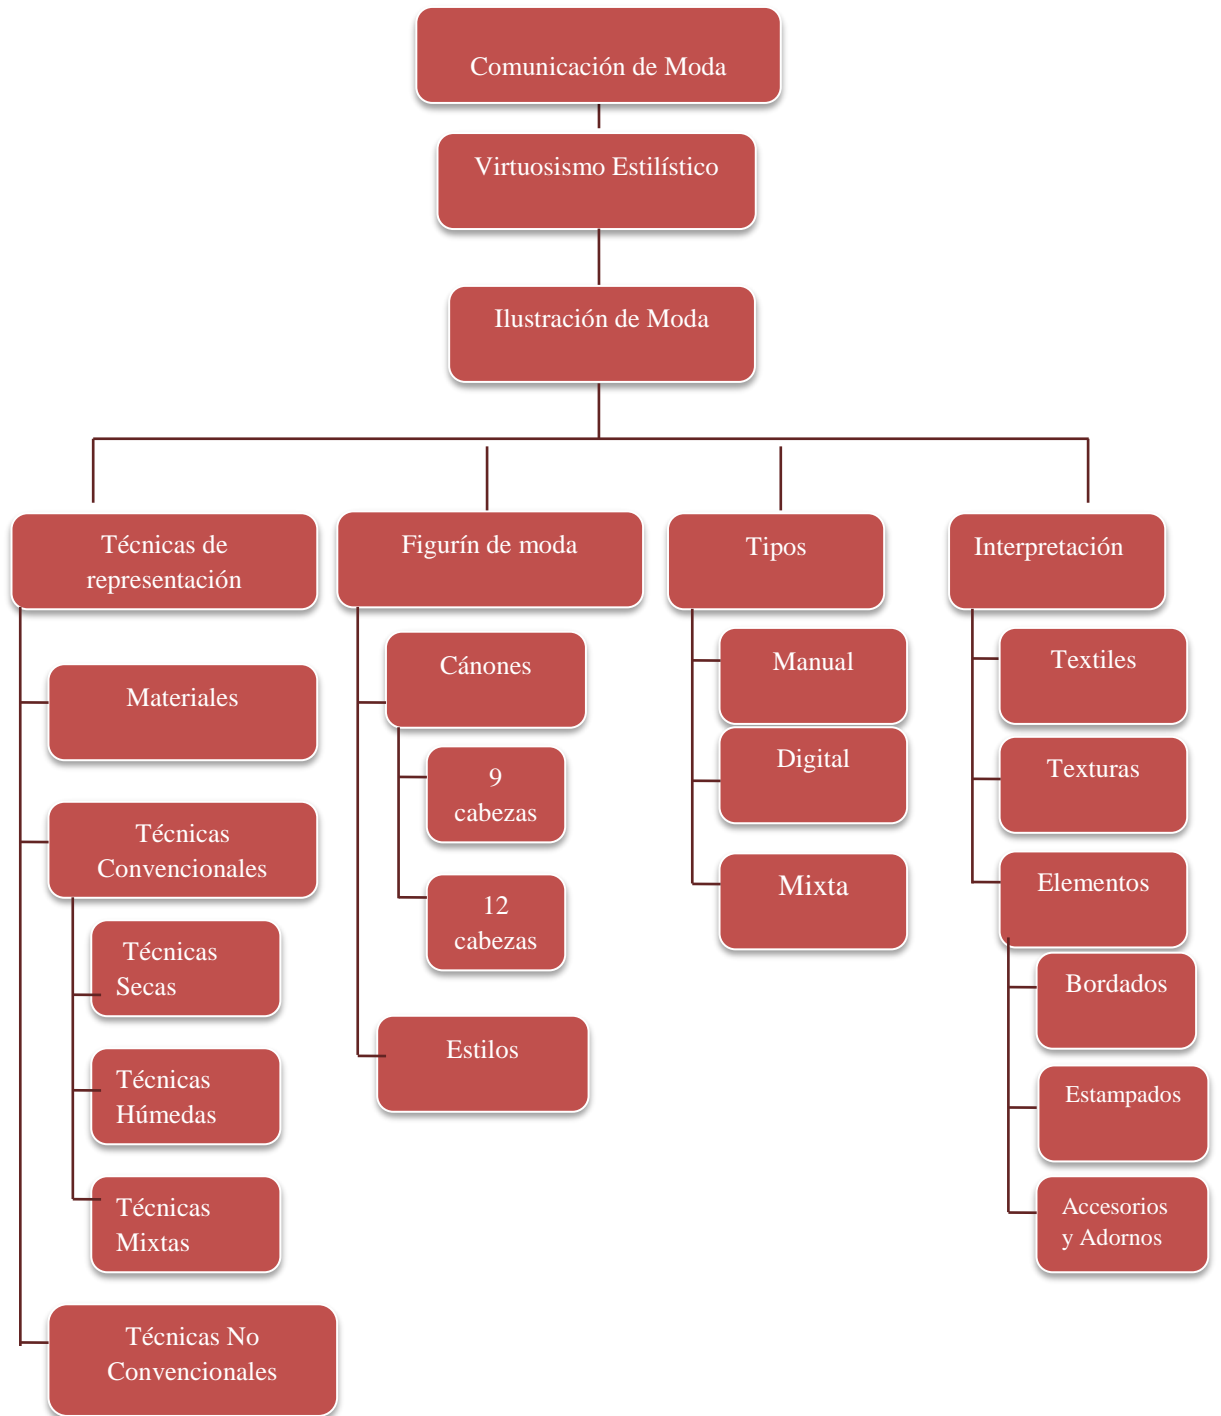 Comunicación de Moda
Virtuosismo Estilístico
Ilustración de Moda
Técnicas de
representación
Materiales
Técnicas
Convencionales
Técnicas
Secas
Técnicas
Húmedas
Técnicas
Mixtas
Técnicas No
Convencionales
Figurín de moda
Cánones
9
cabezas
12
cabezas
Estilos
Tipos
Manual
Digital
Mixta
Interpretación
Textiles
Texturas
Elementos
Bordados
Estampados
Accesorios
y Adornos